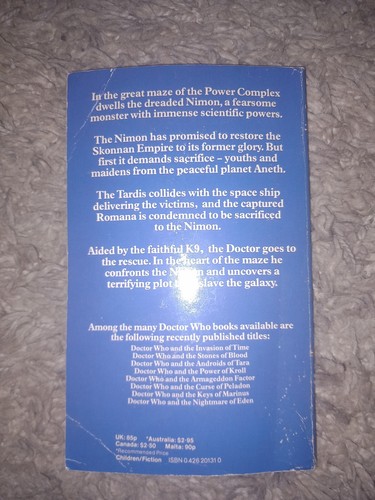 In the great maze of the Power Complex
dwells the dreaded Nimon, a fearsome
monster with immense scientific powers.
The Nimon has promised to restore the
Skonnan Empire to its former glory. But
first it demands sacrifice – youths and
maidens from the peaceful planet Aneth.
The Tardis collides with the space ship
delivering the victims, and the captured
Romana is condemned to be sacrificed
to the Nimon.
Aided by the faithful K9, the Doctor goes to
the rescue. In the heart of the maze he
confronts the Nimon and uncovers a
terrifying plot slave the galaxy.
Among the many Doctor Who books available are
the following recently published titles:
Doctor Who and the Invasion of Time
Doctor Who and the Stones of Blood
Doctor Who and the Androids of Tara
Doctor Who and the Power of Kroll
Doctor Who and the Armageddon Factor
Doctor Who and the Curse of Peladon
Doctor Who and the Keys of Marinus
Doctor Who and the Nightmare of Eden
UK: 85p *Australia: $2·95
Canada: $2·50 Malta: 90p
*Recommended Price
Children/Fiction ISBN 0 426 20131 0